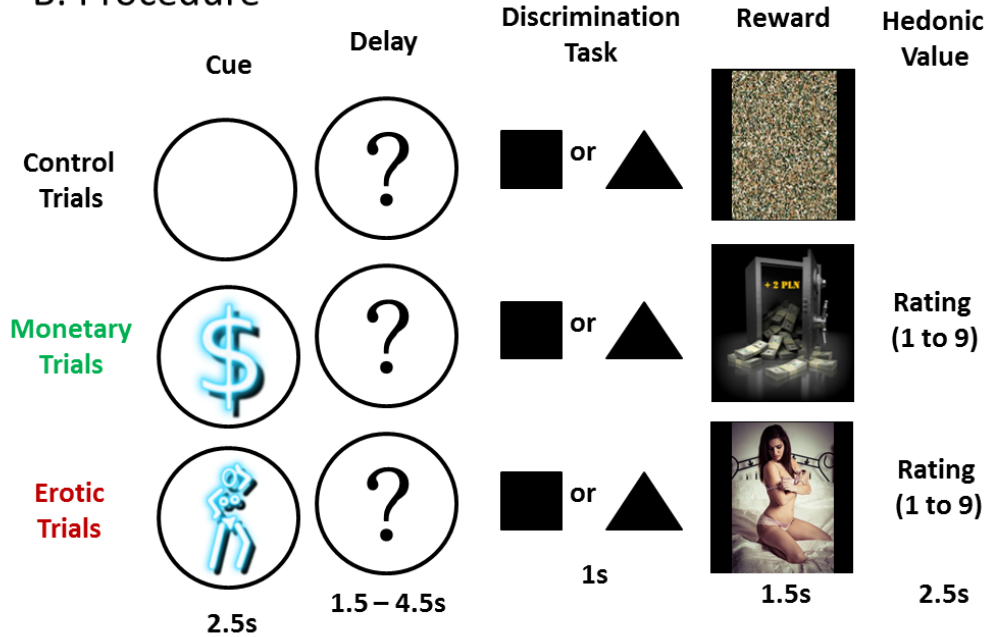 B. Procedure
Cue
Delay
Discrimination
Task
Reward
Hedonic
Value
Control
Trials
?
or
Monetary
Trials
$
?
or
+ 2 PLN
Rating
(1 to 9)
Erotic
Trials
?
or
Rating
(1 to 9)
2.5s
1.5 – 4.5s
1s
1.5s
2.5s